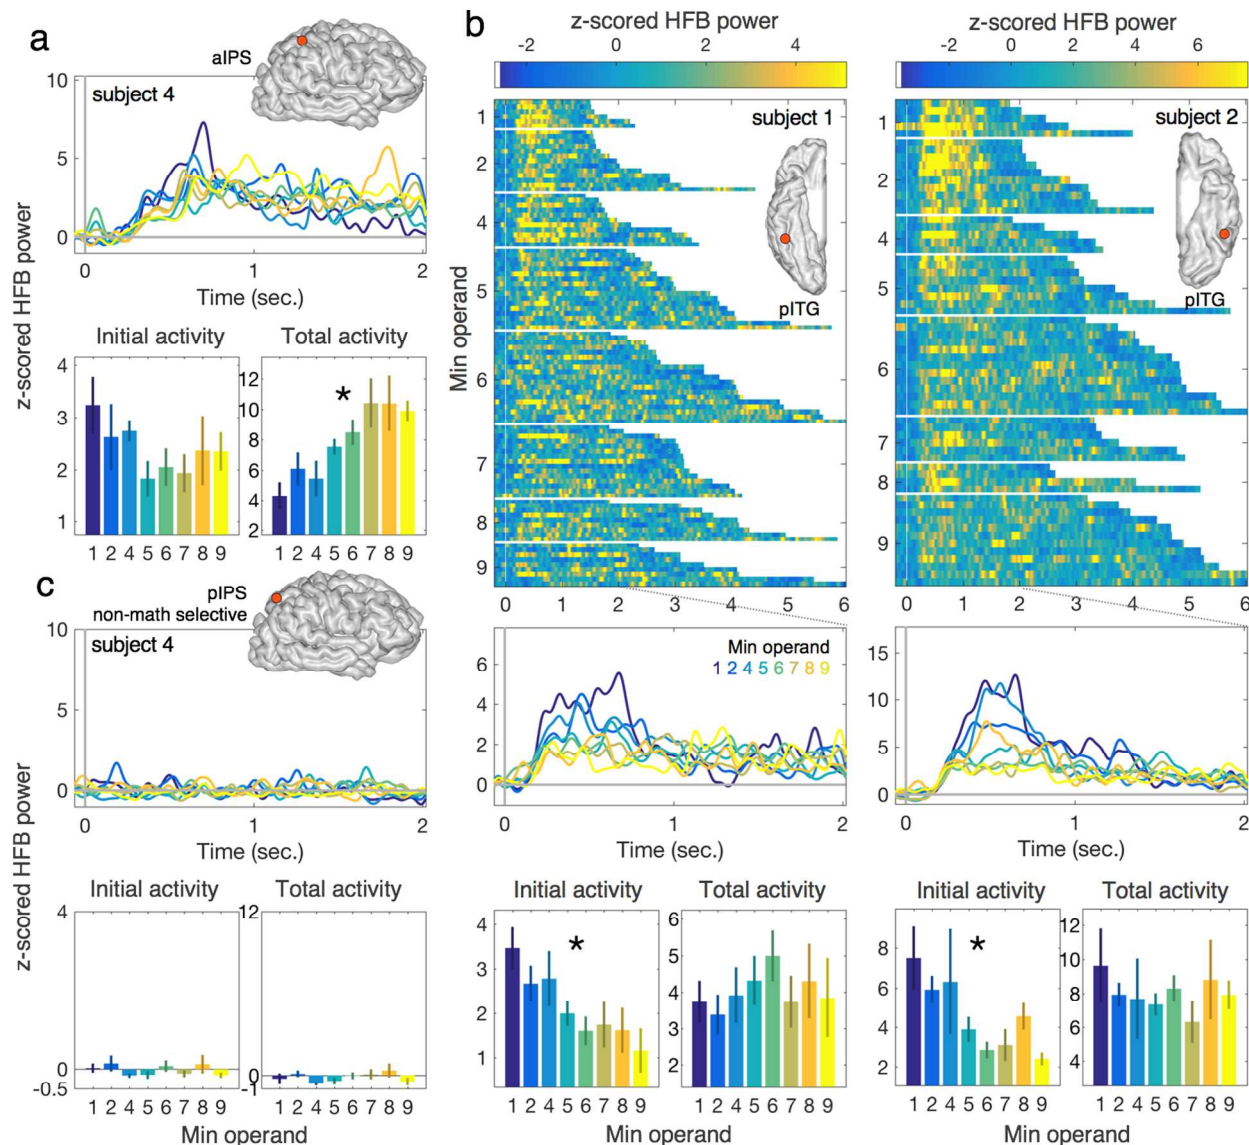 a
aIPS
subject 4
10
5
0
0 1 2
Time (sec.)
z-scored HFB power
Initial activity
4
3
2
1
1 2 4 5 6 7 8 9
Total activity
12
10
8
6
4
2
*
1 2 4 5 6 7 8 9
b
z-scored HFB power
-2 0 2 4
subject 1
pITG
Min operand
1
2
4
5
6
7
8
9
0 1 2 3 4 5 6
z-scored HFB power
-2 0 2 4 6
subject 2
pITG
1
2
4
5
6
7
8
9
0 1 2 3 4 5 6
Min operand
1 2 4 5 6 7 8 9
6
4
2
0
0 1 2
Time (sec.)
15
10
5
0
0 1 2
Time (sec.)
Initial activity
4
3
2
1
*
1 2 4 5 6 7 8 9
Total activity
6
5
4
3
2
1 2 4 5 6 7 8 9
Min operand
Initial activity
8
6
4
2
*
1 2 4 5 6 7 8 9
Total activity
12
10
8
6
4
1 2 4 5 6 7 8 9
Min operand
c
pIPS
non-math selective
subject 4
10
5
0
0 1 2
Time (sec.)
z-scored HFB power
Initial activity
4
0
-0.5
1 2 4 5 6 7 8 9
Total activity
12
0
-1
1 2 4 5 6 7 8 9
Min operand